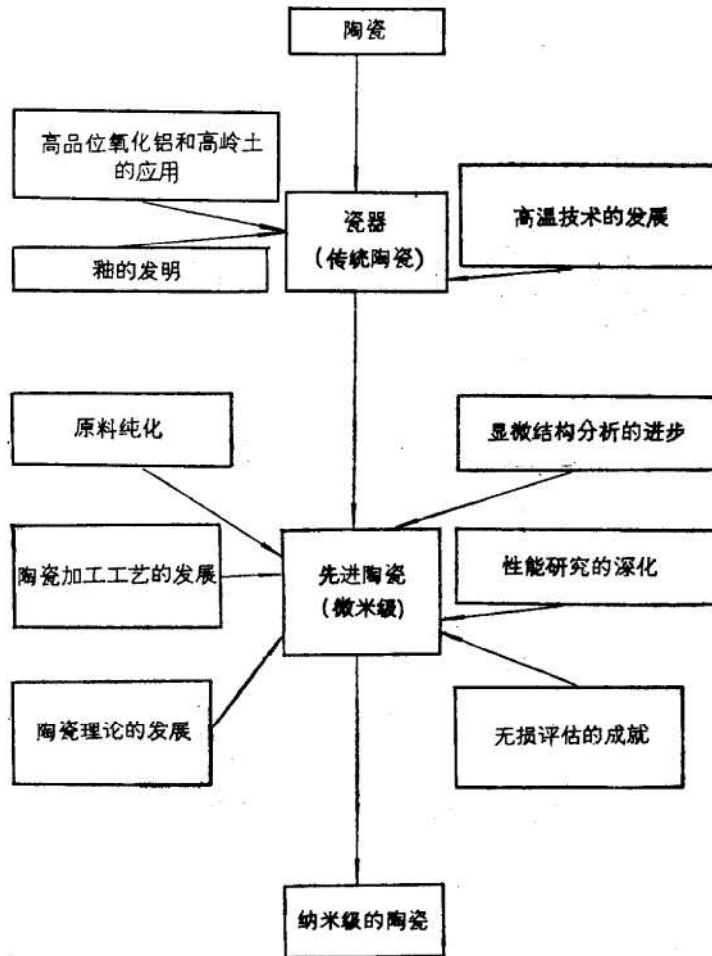 陶瓷
高品位氧化铝和高岭土
的应用
瓷器
(传统陶瓷)
高温技术的发展
釉的发明
原料纯化
显微结构分析的进步
陶瓷加工工艺的发展
先进陶瓷
(微米级)
性能研究的深化
陶瓷理论的发展
无损评估的成就
纳米级的陶瓷